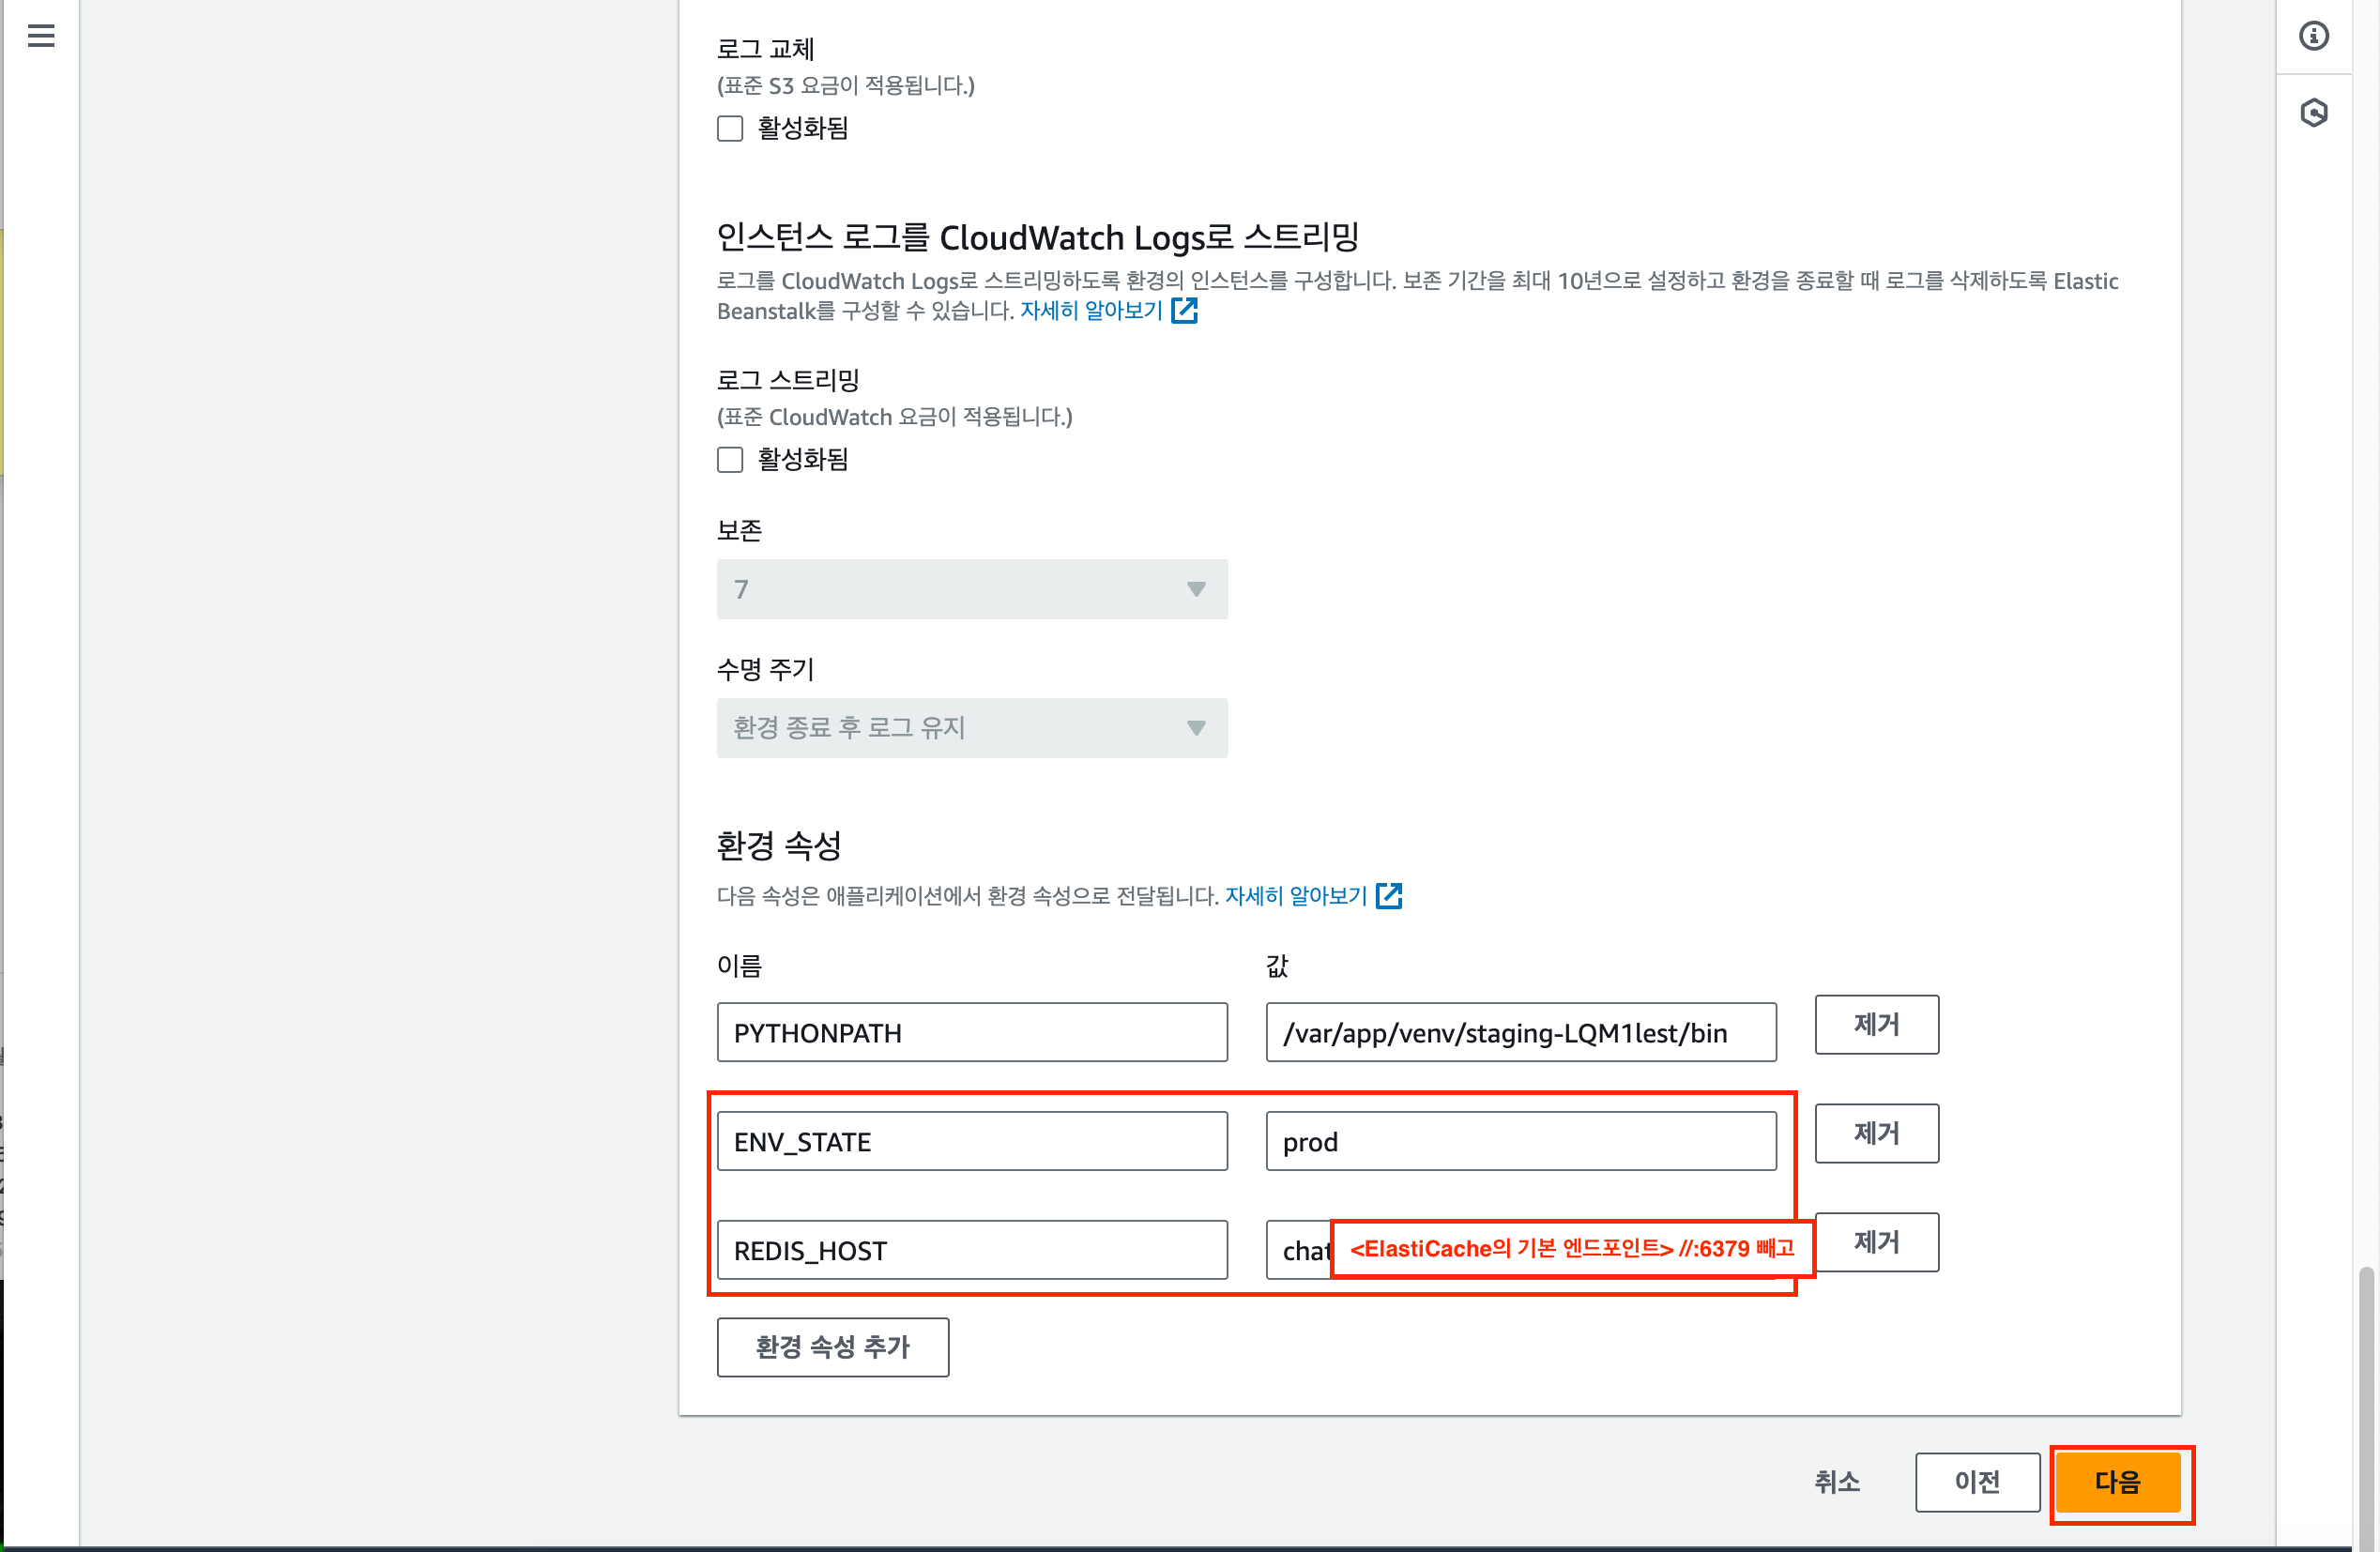 로그 교체
(표준 S3 요금이 적용됩니다.)
활성화됨
인스턴스 로그를 CloudWatch Logs로 스트리밍
로그를 CloudWatch Logs로 스트리밍하도록 환경의 인스턴스를 구성합니다. 보존 기간을 최대 10년으로 설정하고 환경을 종료할 때 로그를 삭제하도록 Elastic
Beanstalk를 구성할 수 있습니다. 자세히 알아보기
로그 스트리밍
(표준 CloudWatch 요금이 적용됩니다.)
활성화됨
보존
7
수명 주기
환경 종료 후 로그 유지
환경 속성
다음 속성은 애플리케이션에서 환경 속성으로 전달됩니다. 자세히 알아보기
이름 값
PYTHONPATH /var/app/venv/staging-LQM1lest/bin 제거
ENV_STATE prod 제거
REDIS_HOST chat <ElastiCache의 기본 엔드포인트> //:6379 빼고 제거
환경 속성 추가
취소 이전 다음